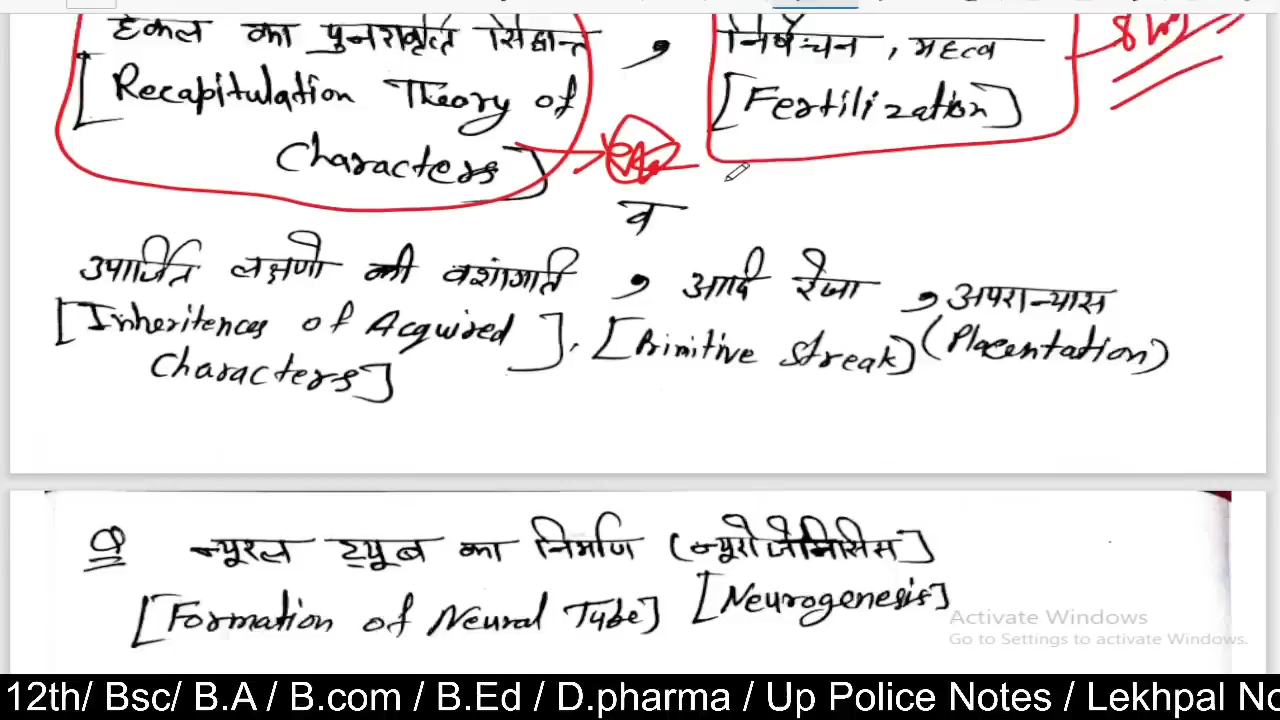 हेकल का पुनरावृति सिद्धान्त ,
[Recapitulation Theory of
Characters]
निषेचन , महत्व
[Fertilization]
व
उपार्जित लक्षणो की वशांगति , आदि रेखा , अपरान्यास
[Inheritences of Acquired], [Primitive Streak] (Placentation)
Characters]
Q न्यूरल ट्यूब का निर्माण (न्यूरोजेनिसिस]
[Formation of Neural Tube] [Neurogenesis]
Activate Windows
Go to Settings to activate Windows.
12th/ Bsc/ B.A / B.com / B.Ed / D.pharma / Up Police Notes / Lekhpal No